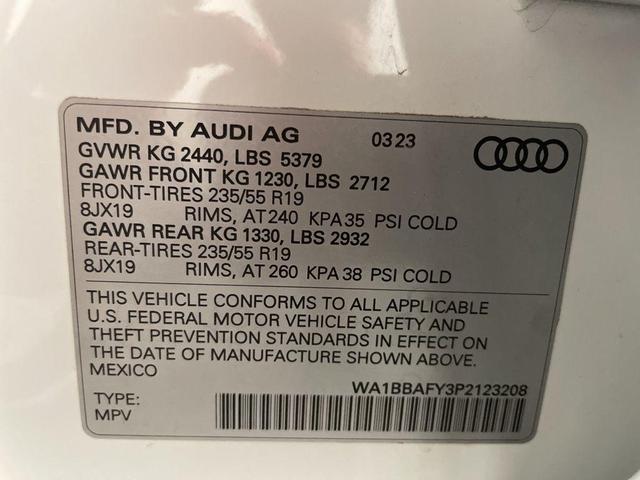 MFD. BY AUDI AG 03 23
GVWR KG 2440, LBS 5379
GAWR FRONT KG 1230, LBS 2712
FRONT-TIRES 235/55 R19
8JX19 RIMS, AT 240 KPA 35 PSI COLD
GAWR REAR KG 1330, LBS 2932
REAR-TIRES 235/55 R19
8JX19 RIMS, AT 260 KPA 38 PSI COLD
THIS VEHICLE CONFORMS TO ALL APPLICABLE
U.S. FEDERAL MOTOR VEHICLE SAFETY AND
THEFT PREVENTION STANDARDS IN EFFECT ON
THE DATE OF MANUFACTURE SHOWN ABOVE.
MEXICO
WA1BBAFY3P2123208
TYPE:
MPV